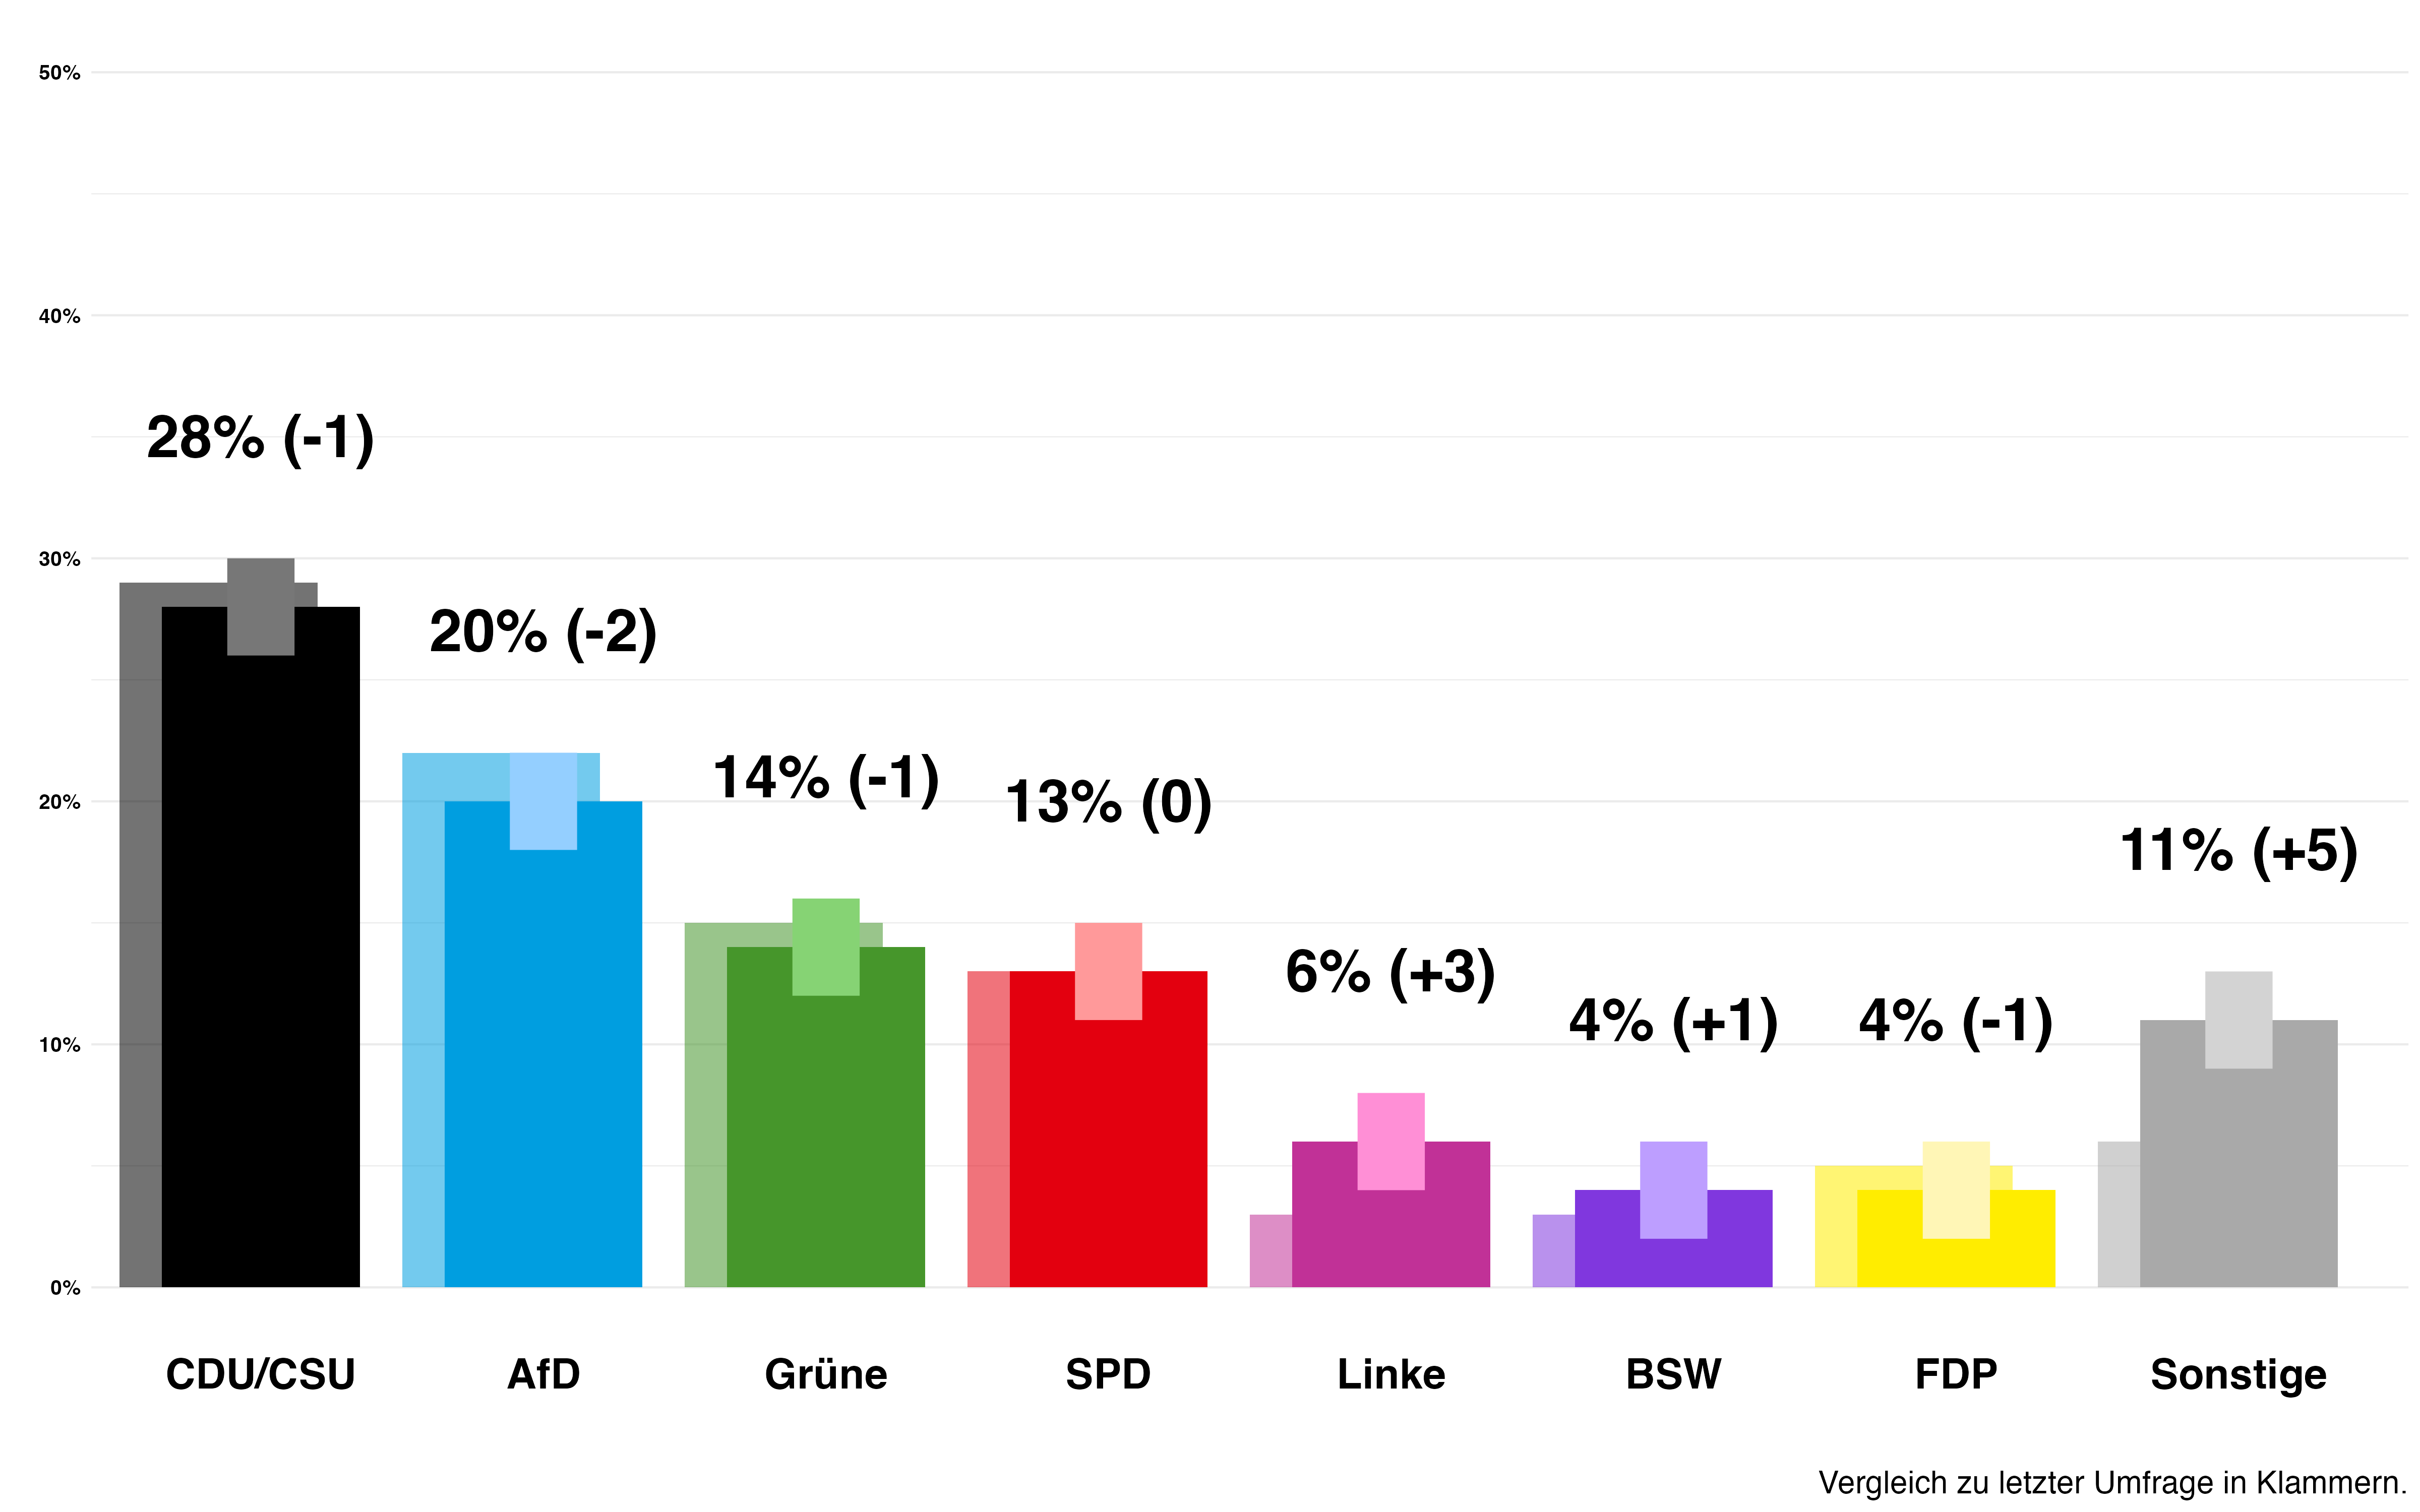 50%
40%
30%
20%
10%
0%
28% (-1)
20% (-2)
14% (-1)
13% (0)
6% (+3)
4% (+1)
4% (-1)
11% (+5)
CDU/CSU
AfD
Grüne
SPD
Linke
BSW
FDP
Sonstige
Vergleich zu letzter Umfrage in Klammern.